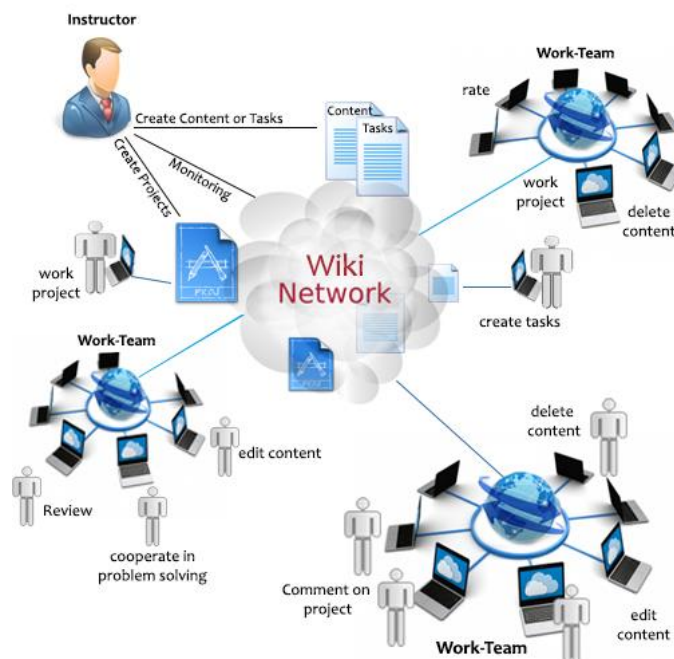 Instructor
Work-Team
rate
Create Content or Tasks
Content
Tasks
Create Projects
Monitoring
work
project
delete
content
work
project
Wiki
Network
create tasks
Work-Team
delete
content
edit content
Review
cooperate in
problem solving
Comment on
project
edit
content
Work-Team